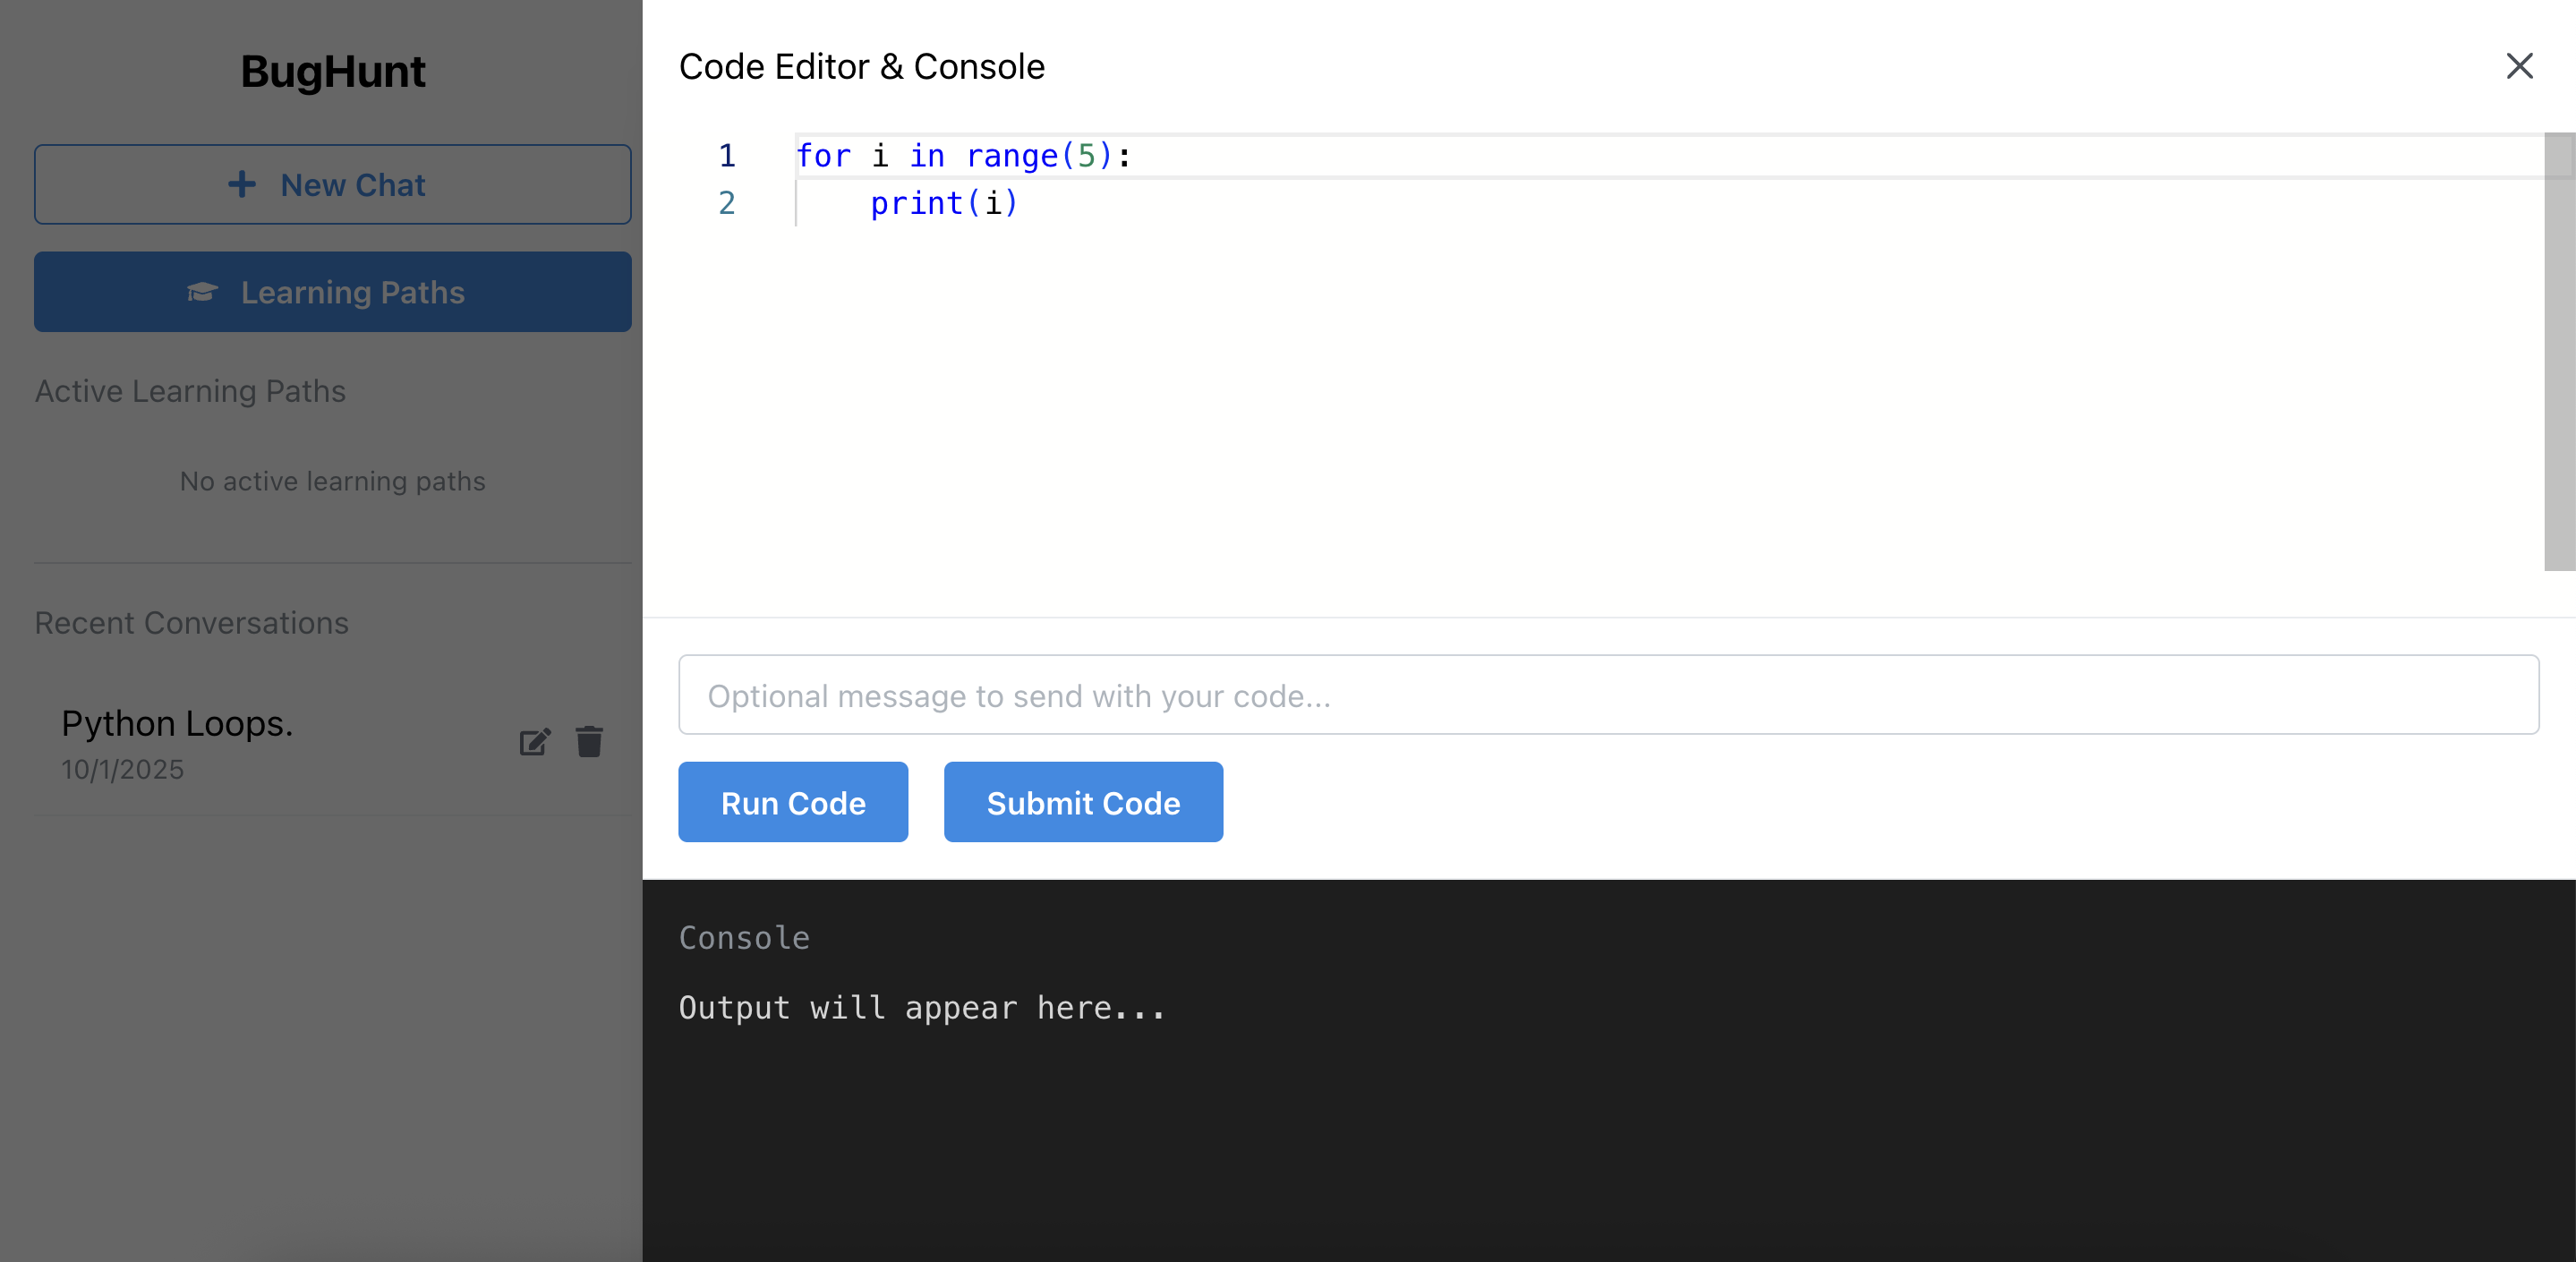 BugHunt
New Chat
Learning Paths
Active Learning Paths
No active learning paths
Recent Conversations
Python Loops.
10/1/2025
Code Editor & Console
1 for i in range(5):
2     print(i)
Optional message to send with your code...
Run Code
Submit Code
Console
Output will appear here...